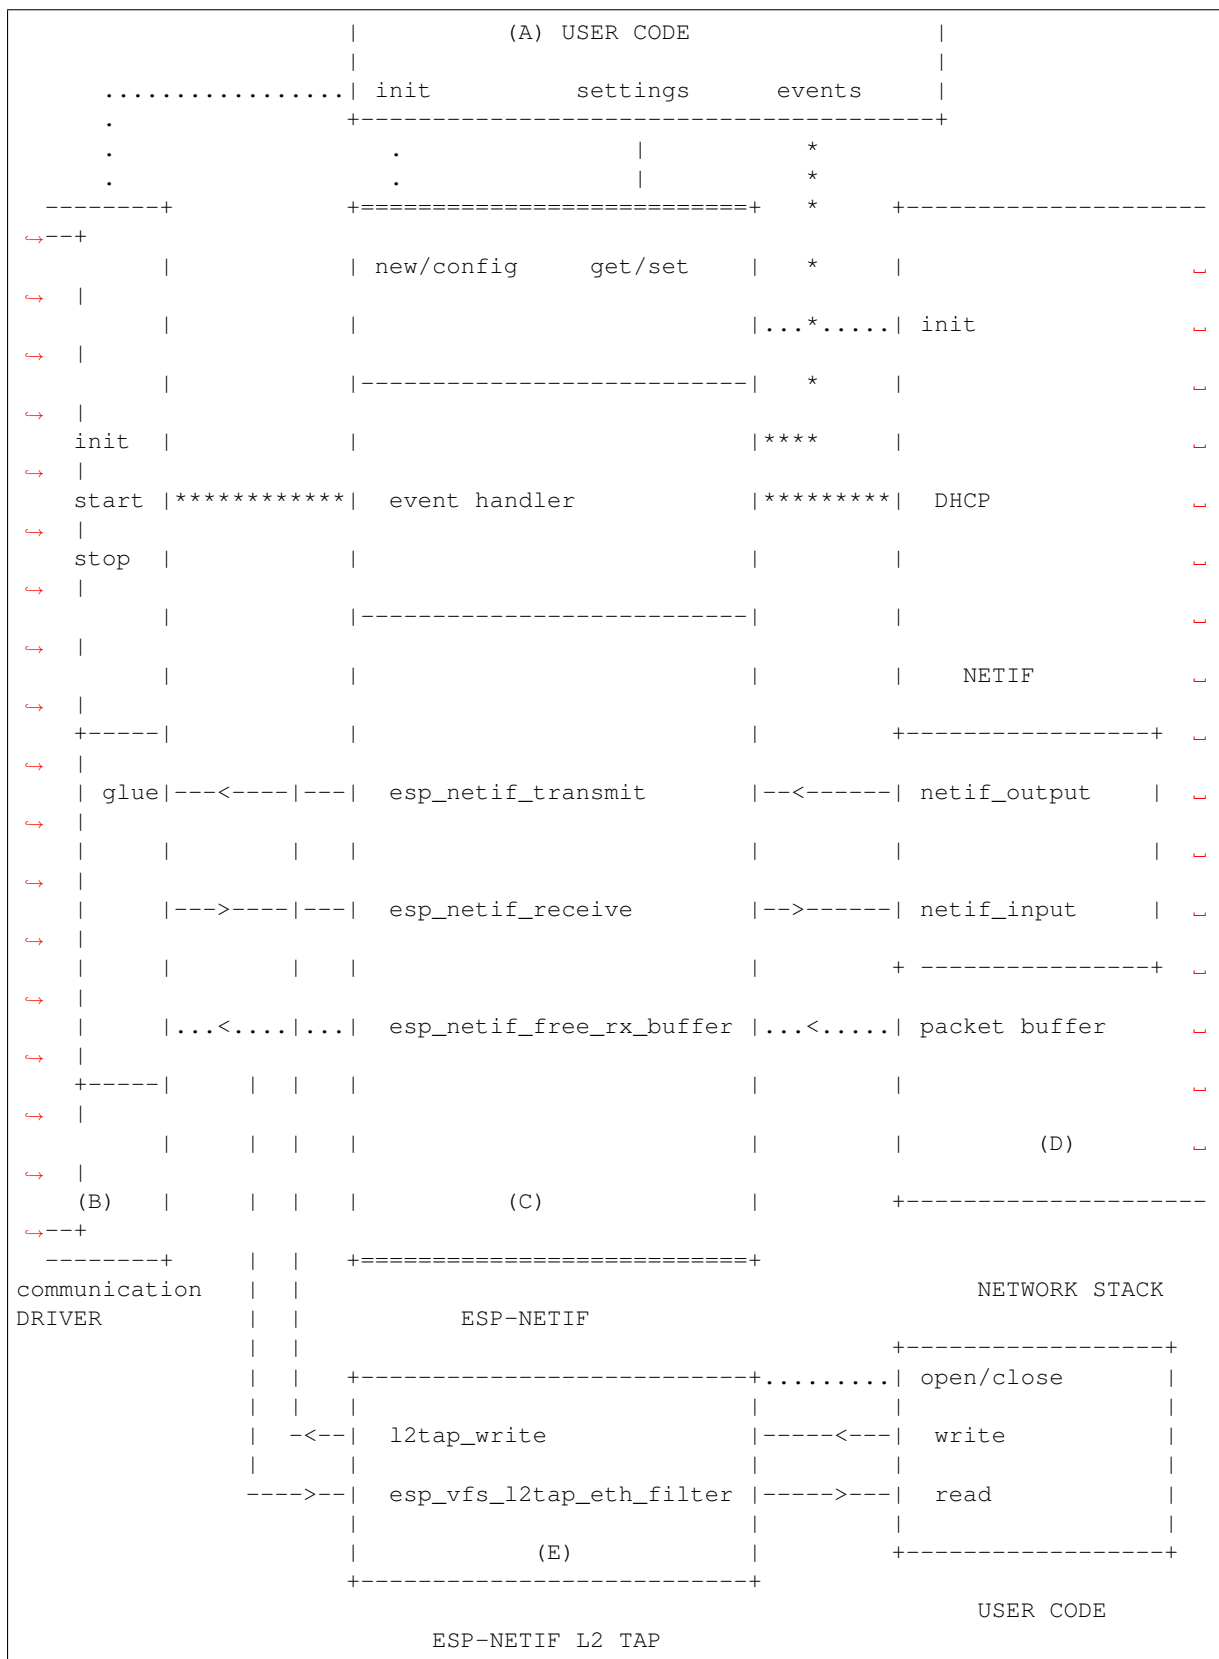 (A) USER CODE
init settings events
new/config get/set
init
init
start event handler DHCP
stop
NETIF
glue esp_netif_transmit netif_output
esp_netif_receive netif_input
esp_netif_free_rx_buffer packet buffer
(D)
(B) (C)
communication NETWORK STACK
DRIVER ESP-NETIF
open/close
l2tap_write write
esp_vfs_l2tap_eth_filter read
(E)
USER CODE
ESP-NETIF L2 TAP